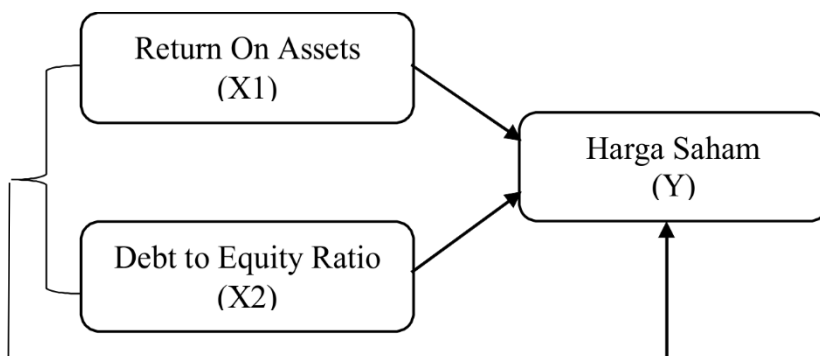 Return On Assets
(X1)
Harga Saham
(Y)
Debt to Equity Ratio
(X2)